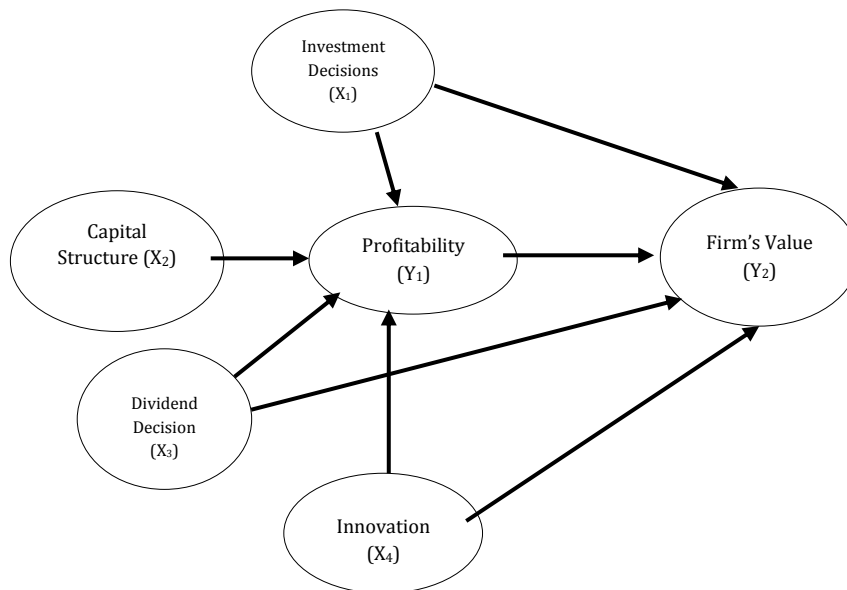 Investment
Decisions
(X₁)
Capital
Structure (X₂)
Profitability
(Y₁)
Firm’s Value
(Y₂)
Dividend
Decision
(X₃)
Innovation
(X₄)